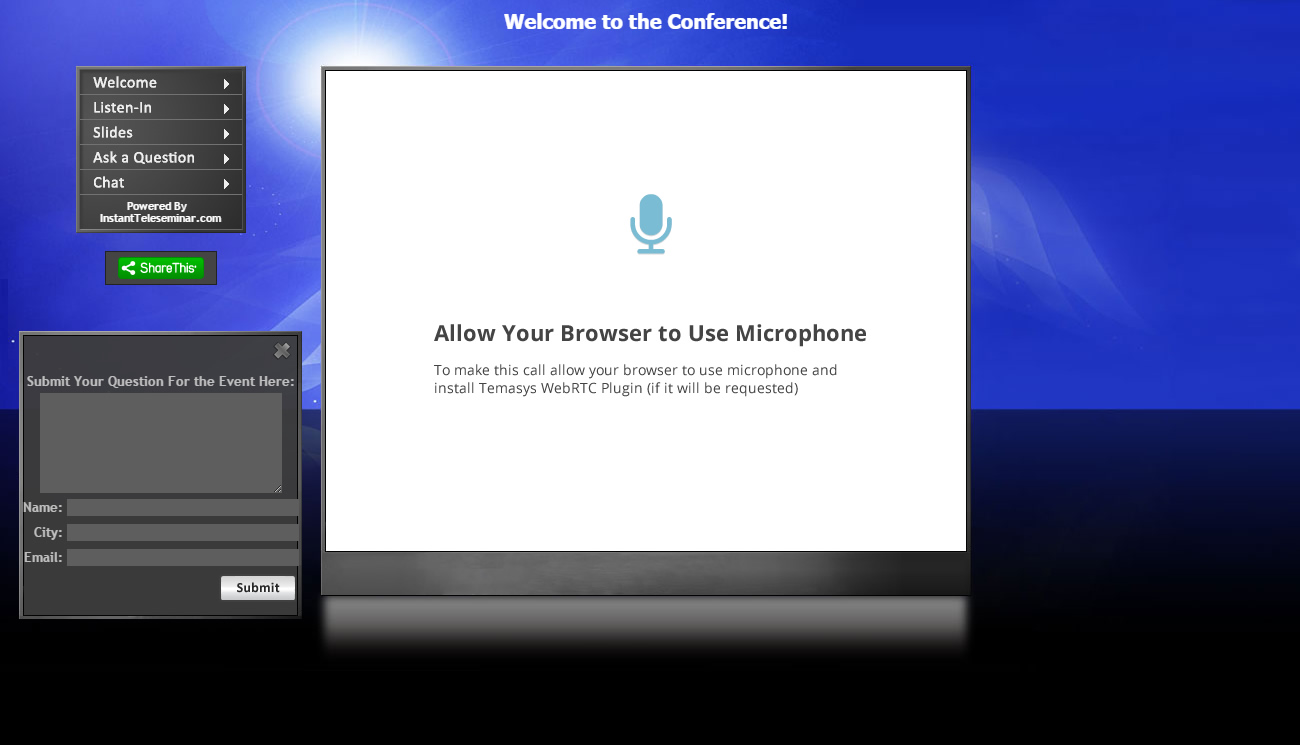 Welcome to the Conference!
Welcome
Listen-In
Slides
Ask a Question
Chat
Powered By
InstantTeleseminar.com
ShareThis
Submit Your Question For the Event Here:
Name:
City:
Email:
Submit
Allow Your Browser to Use Microphone
To make this call allow your browser to use microphone and
install Temasys WebRTC Plugin (if it will be requested)